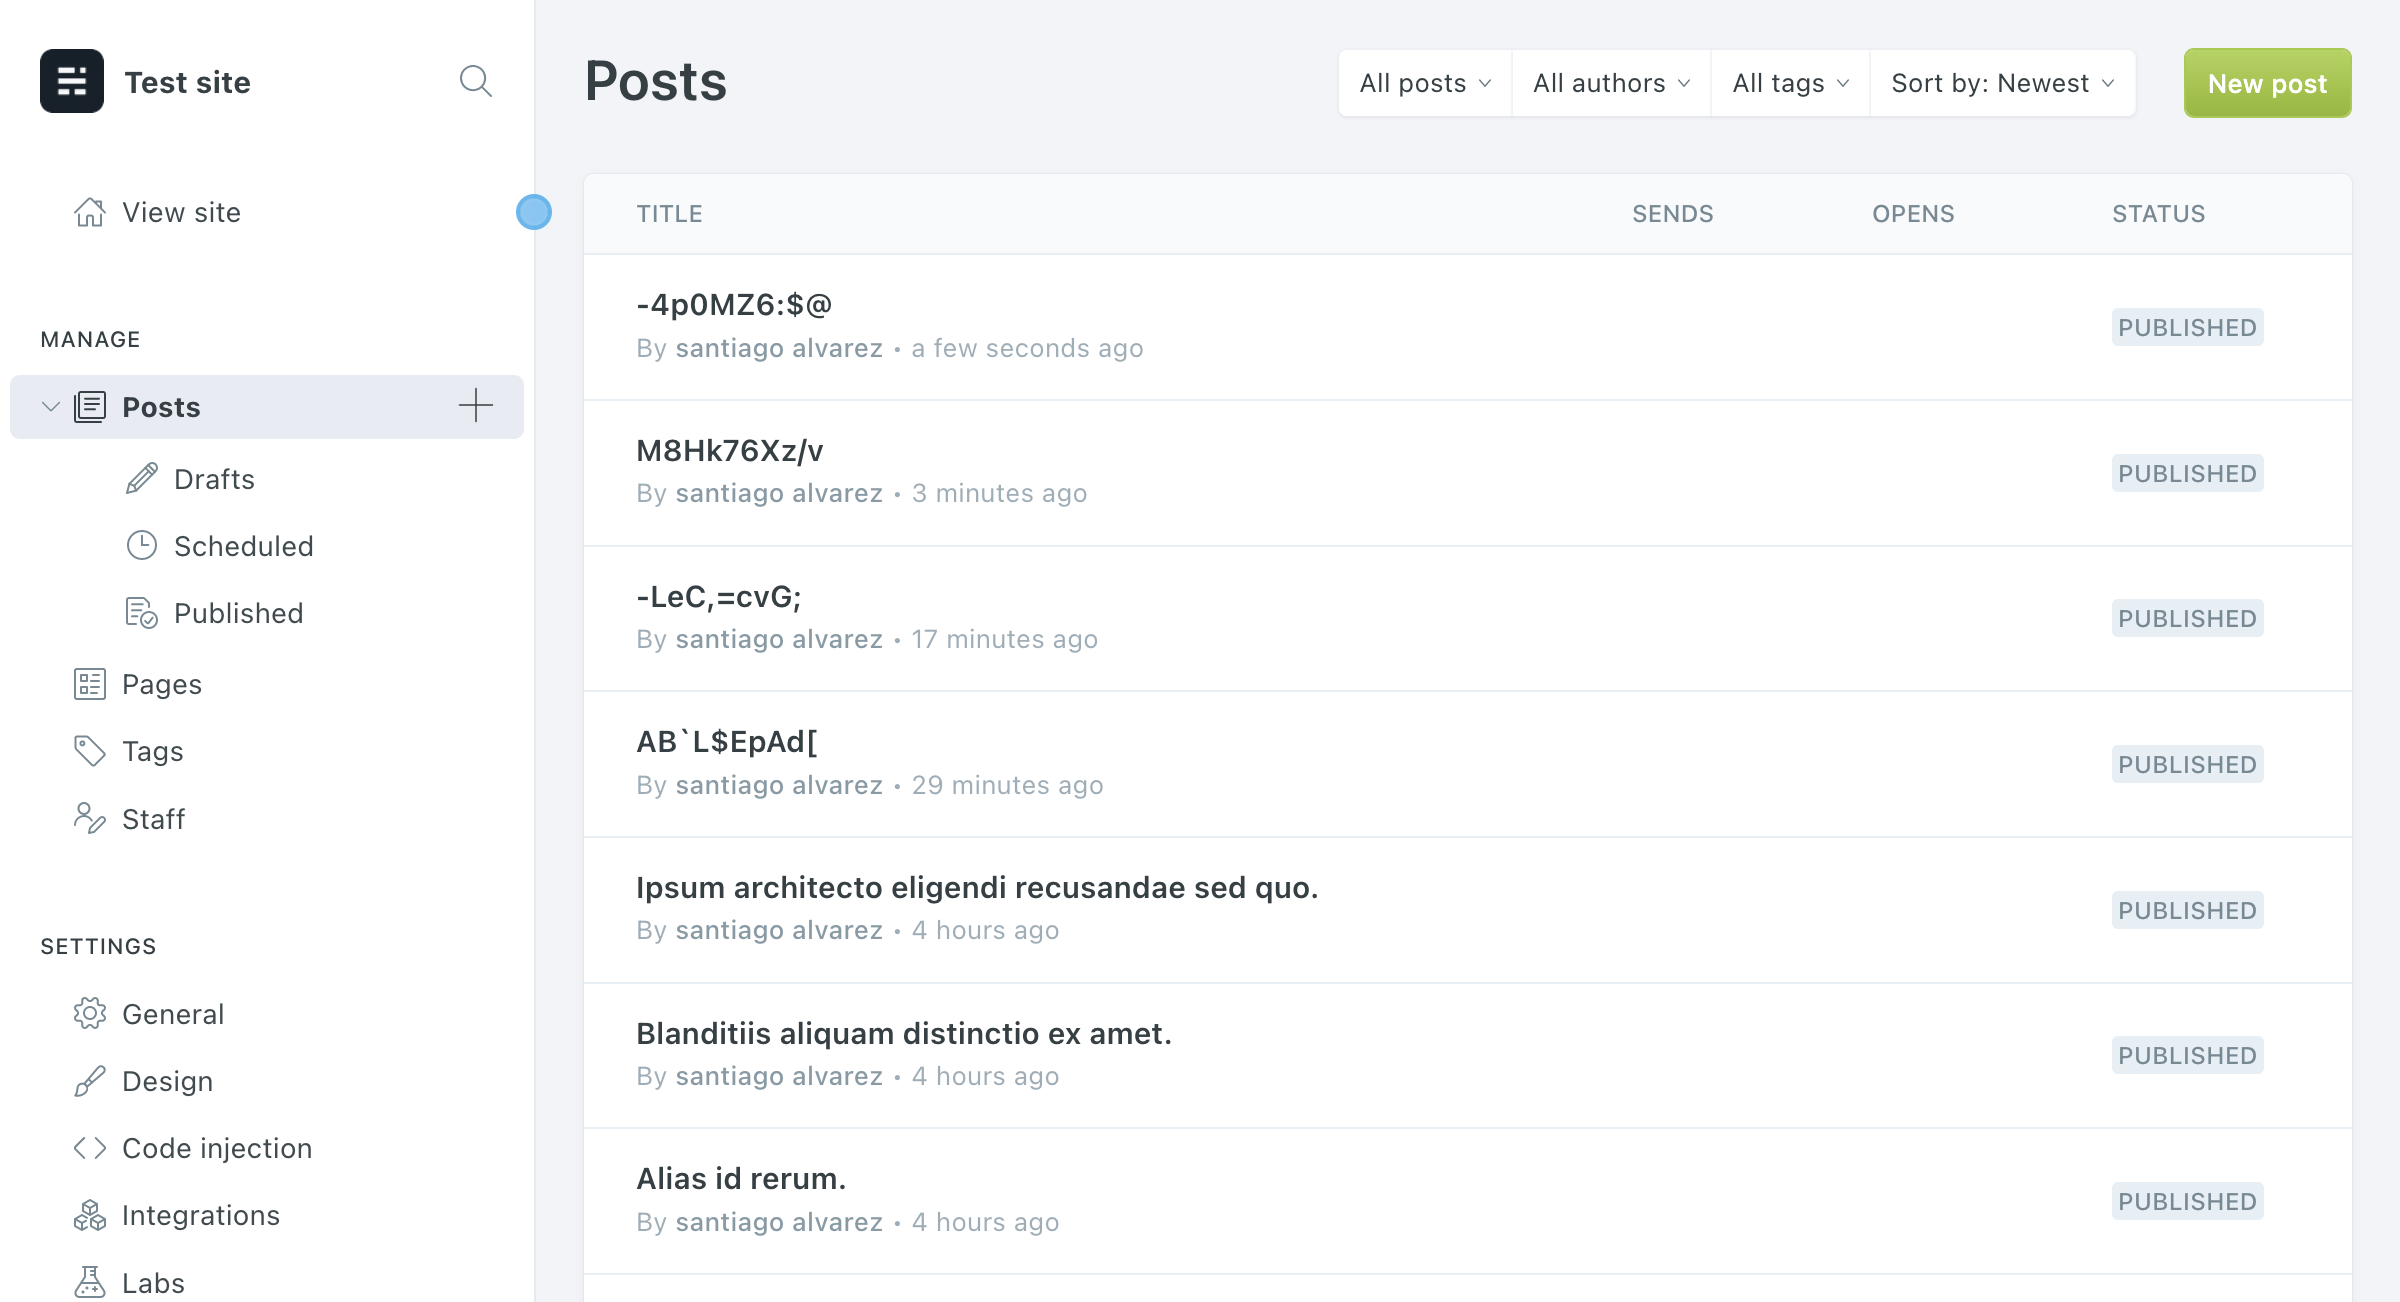 Test site
View site
MANAGE
Posts
Drafts
Scheduled
Published
Pages
Tags
Staff
SETTINGS
General
Design
Code injection
Integrations
Labs
Posts
All posts
All authors
All tags
Sort by: Newest
New post
TITLE SENDS OPENS STATUS
-4p0MZ6:$@
By santiago alvarez • a few seconds ago
PUBLISHED
M8Hk76Xz/v
By santiago alvarez • 3 minutes ago
PUBLISHED
-LeC,=cvG;
By santiago alvarez • 17 minutes ago
PUBLISHED
AB`L$EpAd[
By santiago alvarez • 29 minutes ago
PUBLISHED
Ipsum architecto eligendi recusandae sed quo.
By santiago alvarez • 4 hours ago
PUBLISHED
Blanditiis aliquam distinctio ex amet.
By santiago alvarez • 4 hours ago
PUBLISHED
Alias id rerum.
By santiago alvarez • 4 hours ago
PUBLISHED